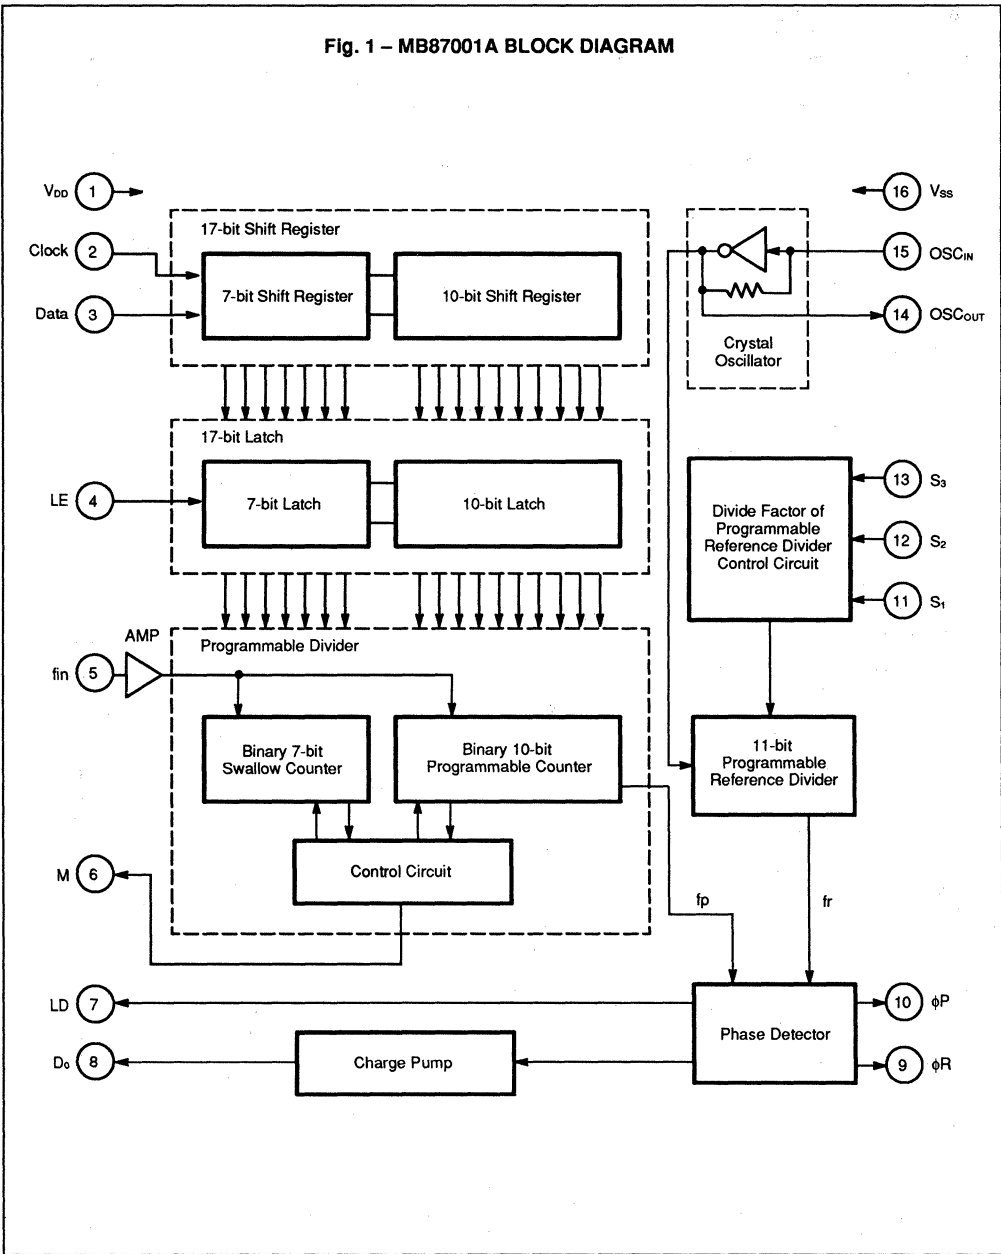 Fig. 1 – MB87001A BLOCK DIAGRAM
VDD 1
16 VSS
17-bit Shift Register
Clock 2
15 OSCIN
7-bit Shift Register
10-bit Shift Register
Data 3
14 OSCOUT
Crystal
Oscillator
17-bit Latch
LE 4
7-bit Latch
10-bit Latch
13 S3
Divide Factor of
Programmable
Reference Divider
Control Circuit
12 S2
11 S1
AMP
Programmable Divider
fin 5
Binary 7-bit
Swallow Counter
Binary 10-bit
Programmable Counter
11-bit
Programmable
Reference Divider
M 6
Control Circuit
fp
fr
LD 7
10 ϕP
Phase Detector
Do 8
Charge Pump
9 ϕR